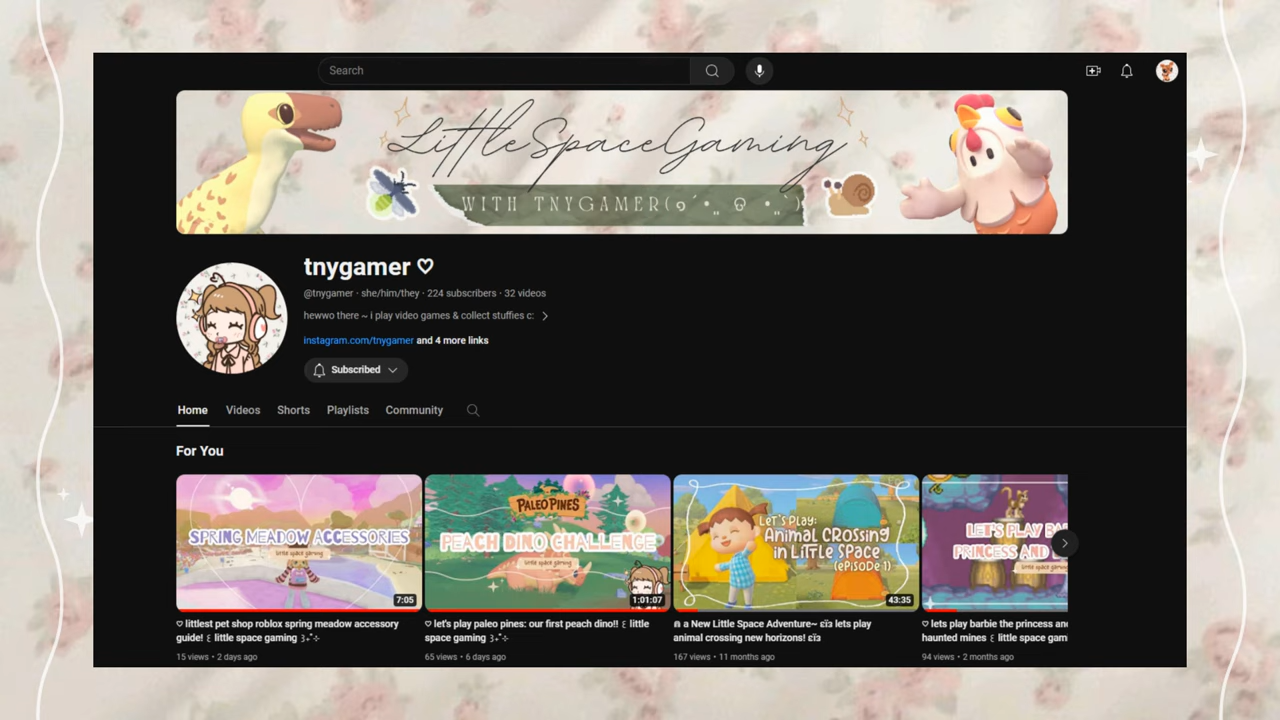 Search
LittleSpaceGaming
WITH TNYGAMER
tnygamer ♡
@tnygamer · she/him/they · 224 subscribers · 32 videos
hewwo there ~ i play video games & collect stuffies c:
instagram.com/tnygamer and 4 more links
Subscribed
Home Videos Shorts Playlists Community
For You
SPRING MEADOW ACCESSORIES
little space gaming
7:05
PALEO PINES
PEACH DINO CHALLENGE
little space gaming
1:01:07
Let's Play:
Animal Crossing
in Little Space
(episode 1)
43:35
LET'S PLAY BA
PRINCESS AND
little space gaming
♡ littlest pet shop roblox spring meadow accessory
guide! ꒰ little space gaming ꒱
15 views • 2 days ago
♡ let's play paleo pines: our first peach dino!! ꒰ little
space gaming ꒱
65 views • 6 days ago
a New Little Space Adventure~ εïз lets play
animal crossing new horizons! εïз
167 views • 11 months ago
♡ lets play barbie the princess an
haunted mines ꒰ little space gam
94 views • 2 months ago